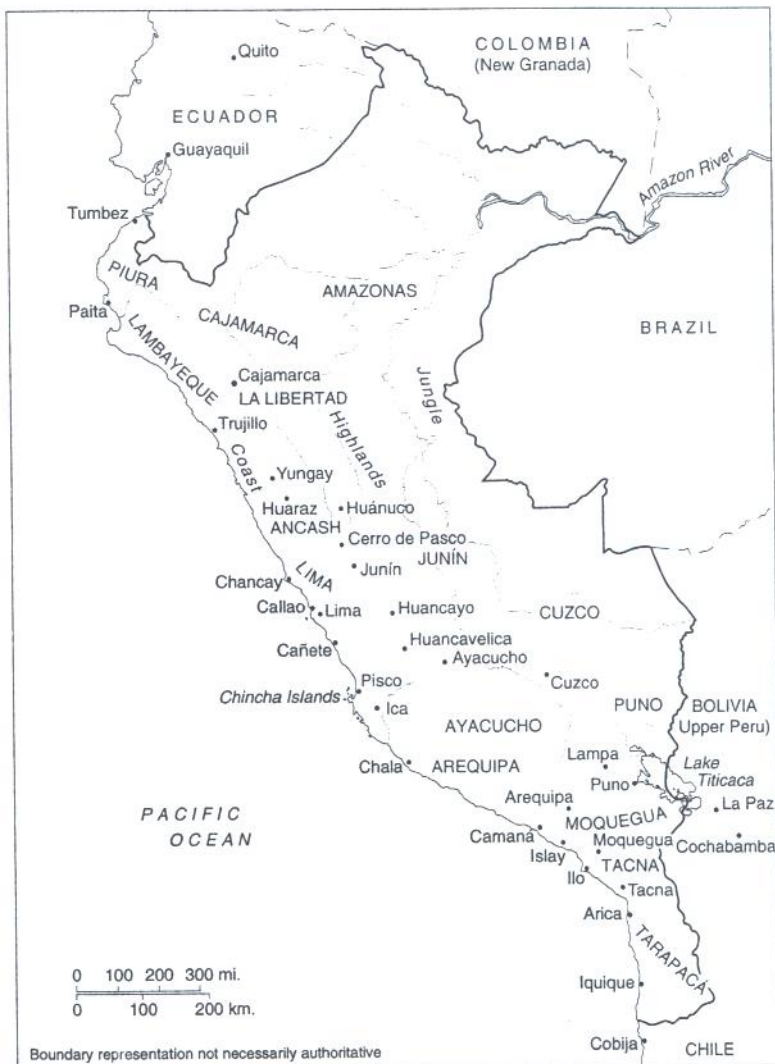 COLOMBIA
(New Granada)
Quito
ECUADOR
Guayaquil
Amazon River
Tumbez
PIURA
AMAZONAS
Paita
CAJAMARCA
BRAZIL
LAMBAYEQUE
Cajamarca
LA LIBERTAD
Jungle
Highlands
Trujillo
Coast
Yungay
Huaraz
Huánuco
ANCASH
Cerro de Pasco
JUNÍN
Junín
LIMA
Chancay
Callao
Lima
Huancayo
CUZCO
Cañete
Huancavelica
Ayacucho
Cuzco
Pisco
Chincha Islands
Ica
PUNO
BOLIVIA
(Upper Peru)
AYACUCHO
Chala
AREQUIPA
Lampa
Lake
Titicaca
Puno
La Paz
Arequipa
PACIFIC
OCEAN
MOQUEGUA
Camaná
Moquegua
Cochabamba
Islay
TACNA
Ilo
Tacna
Arica
TARAPACÁ
0 100 200 300 mi.
0 100 200 km.
Iquique
Cobija
CHILE
Boundary representation not necessarily authoritative